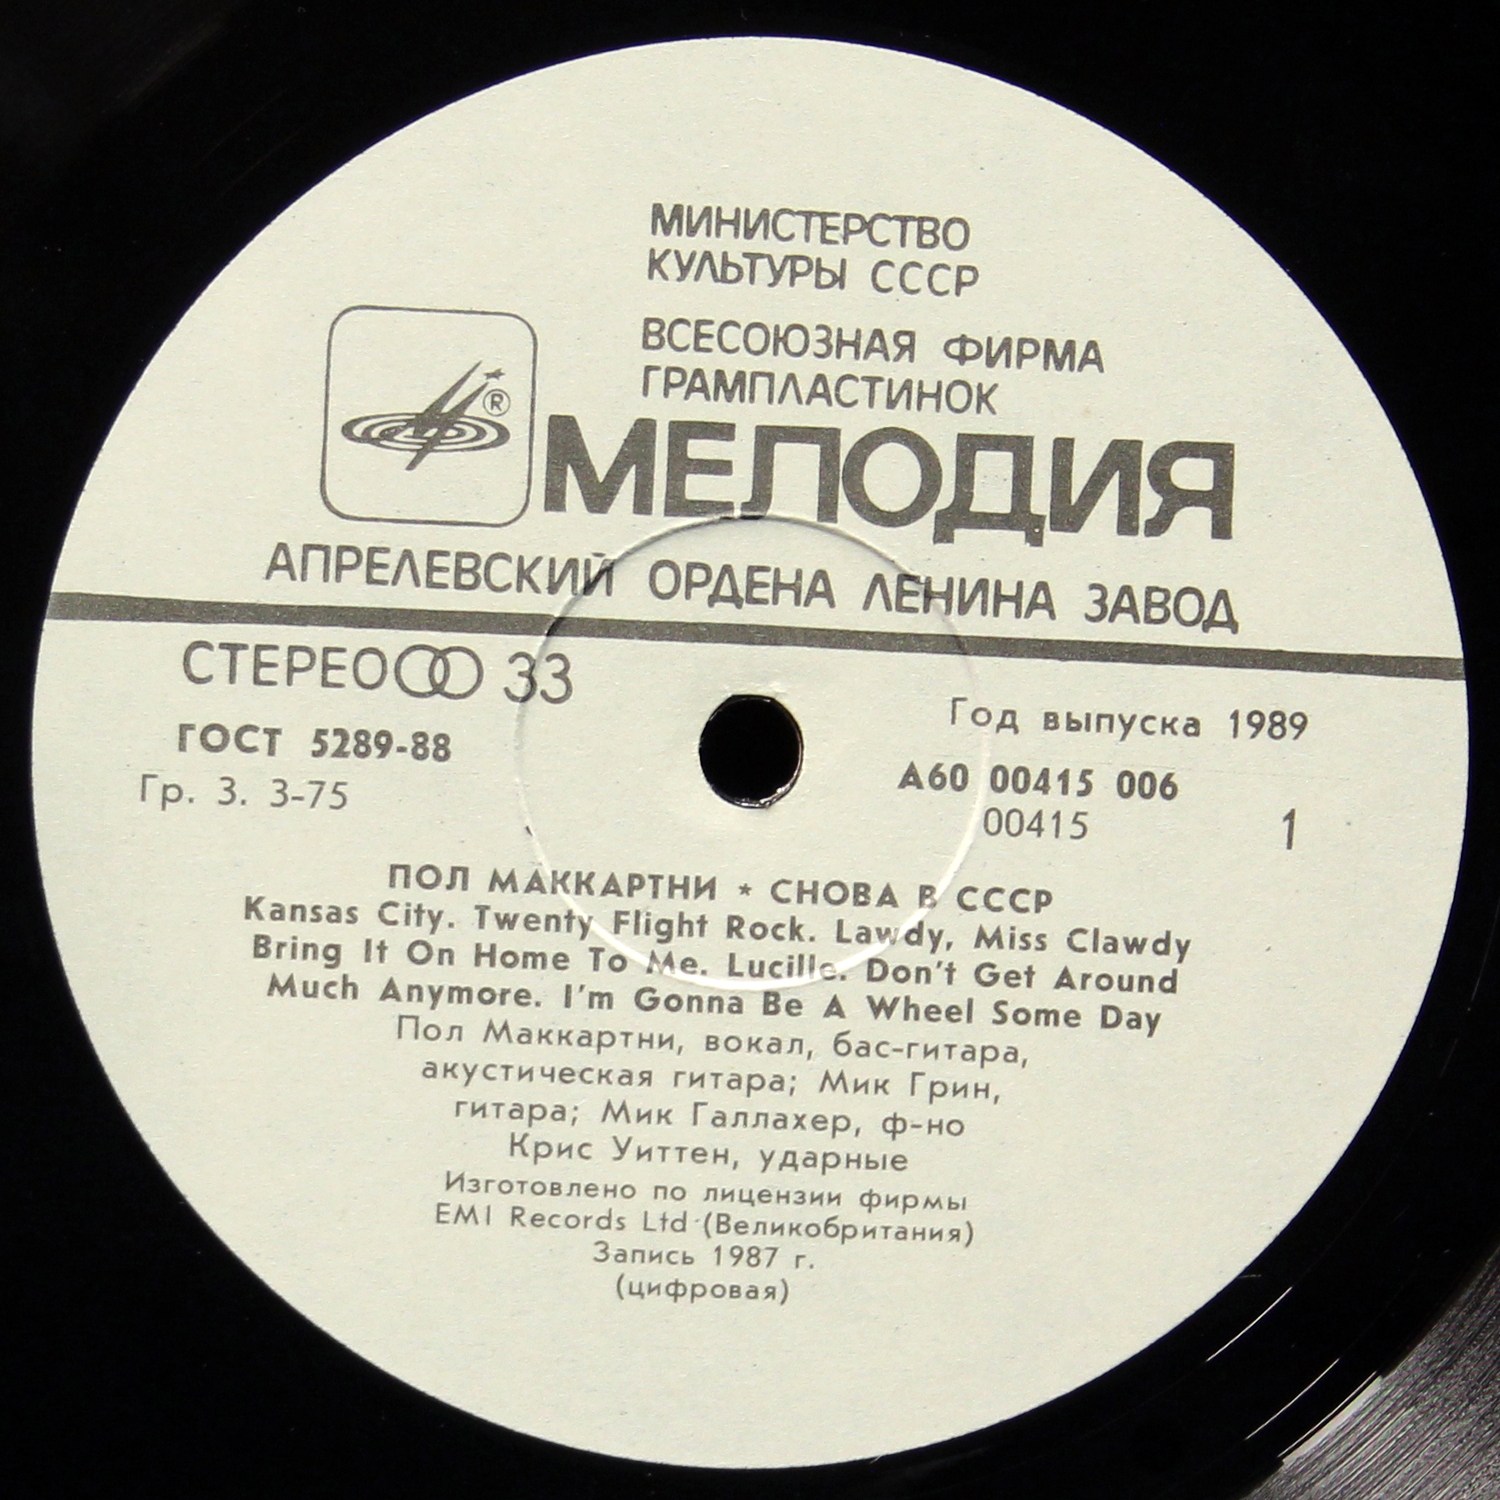 МИНИСТЕРСТВО
КУЛЬТУРЫ СССР
ВСЕСОЮЗНАЯ ФИРМА
ГРАМПЛАСТИНОК
®
МЕЛОДИЯ
АПРЕЛЕВСКИЙ ОРДЕНА ЛЕНИНА ЗАВОД
СТЕРЕО 33
ГОСТ 5289-88
Гр. 3. 3-75
Год выпуска 1989
А60 00415 006
00415
1
ПОЛ МАККАРТНИ * СНОВА В СССР
Kansas City. Twenty Flight Rock. Lawdy, Miss Clawdy
Bring It On Home To Me. Lucille. Don't Get Around
Much Anymore. I'm Gonna Be A Wheel Some Day
Пол Маккартни, вокал, бас-гитара,
акустическая гитара; Мик Грин,
гитара; Мик Галлахер, ф-но
Крис Уиттен, ударные
Изготовлено по лицензии фирмы
EMI Records Ltd (Великобритания)
Запись 1987 г.
(цифровая)